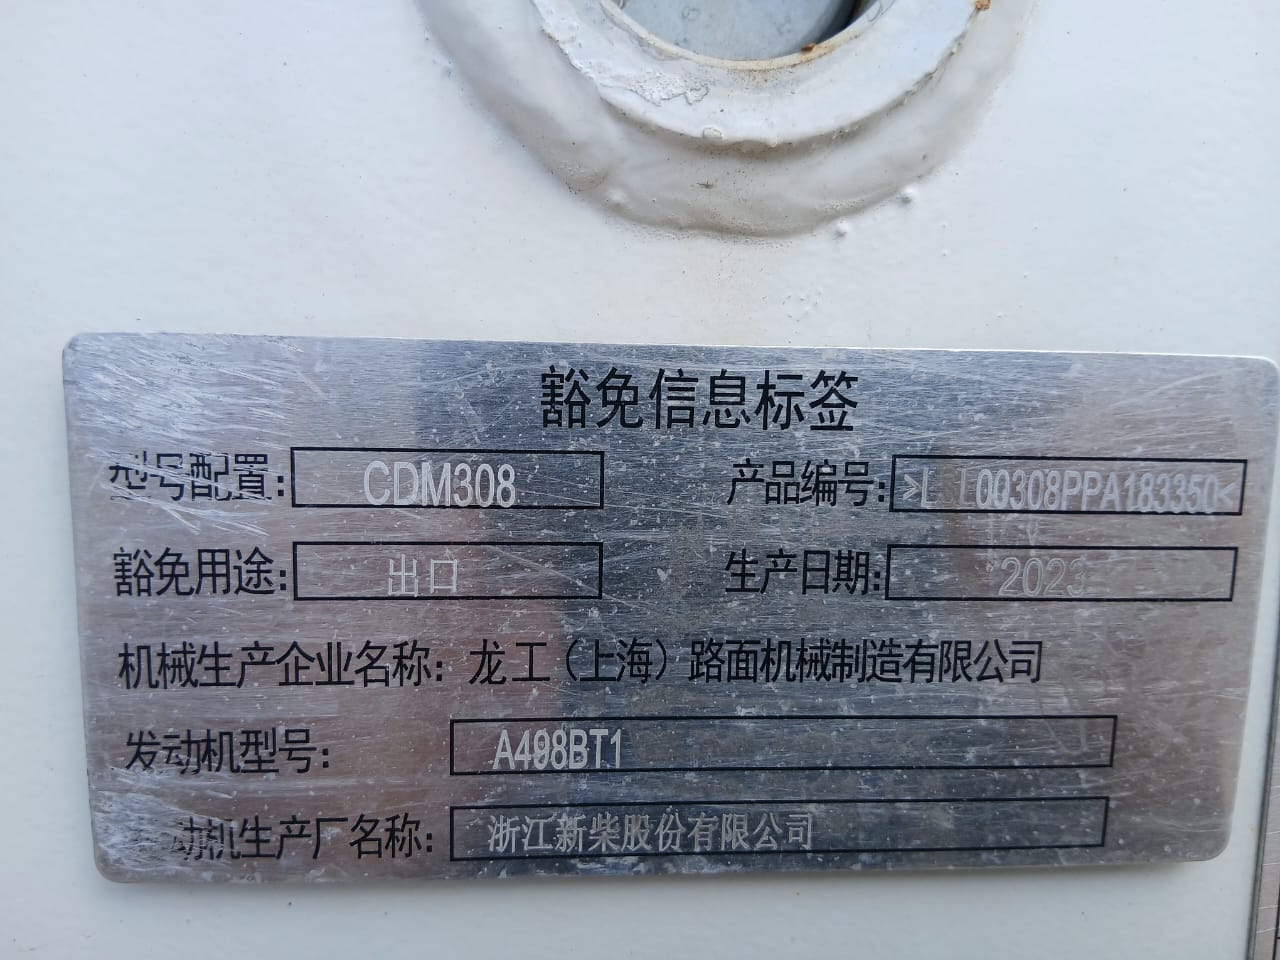 豁免信息标签
型号配置: CDM308 产品编号: >L L00308PPA183350<
豁免用途: 出口 生产日期: 2023
机械生产企业名称: 龙工（上海）路面机械制造有限公司
发动机型号: A498BT1
动机生产厂名称: 浙江新柴股份有限公司